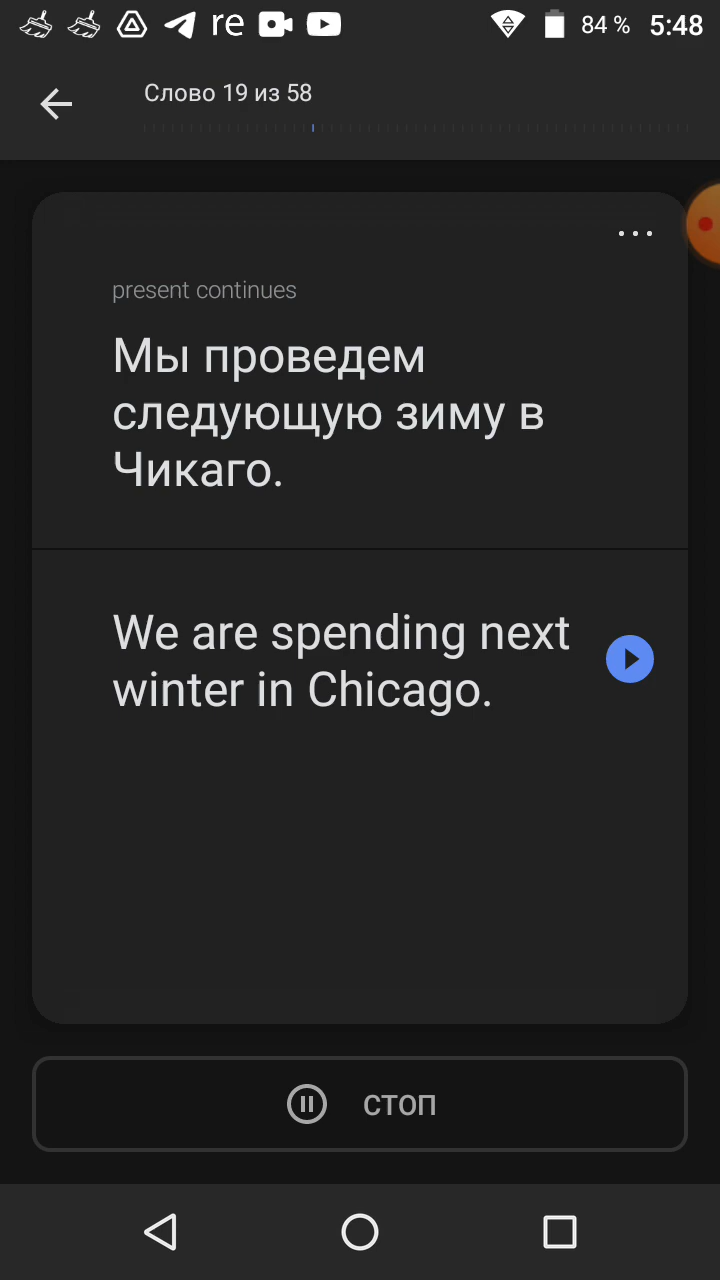 re 84 % 5:48
Слово 19 из 58
present continues
Мы проведем
следующую зиму в
Чикаго.
We are spending next
winter in Chicago.
СТОП